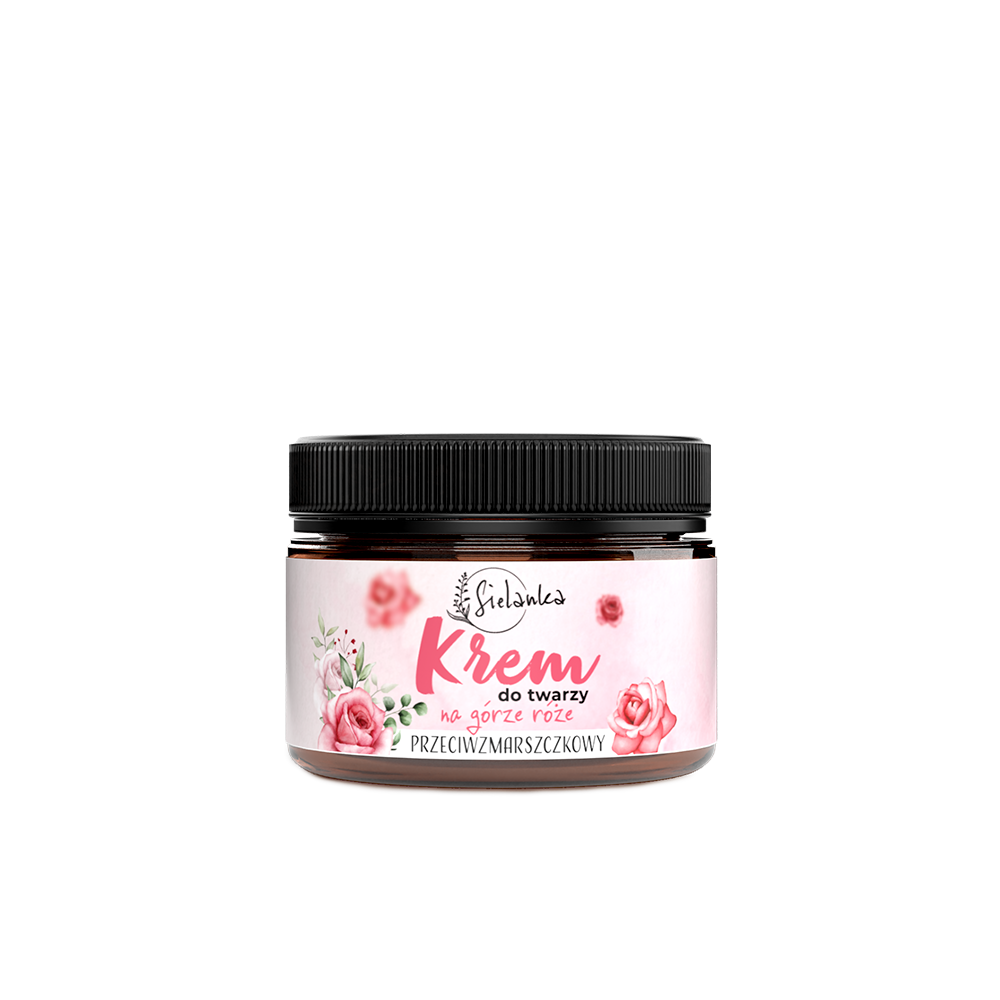 Sielanka
Krem
do twarzy
na górze róże
PRZECIWZMARSZCZKOWY